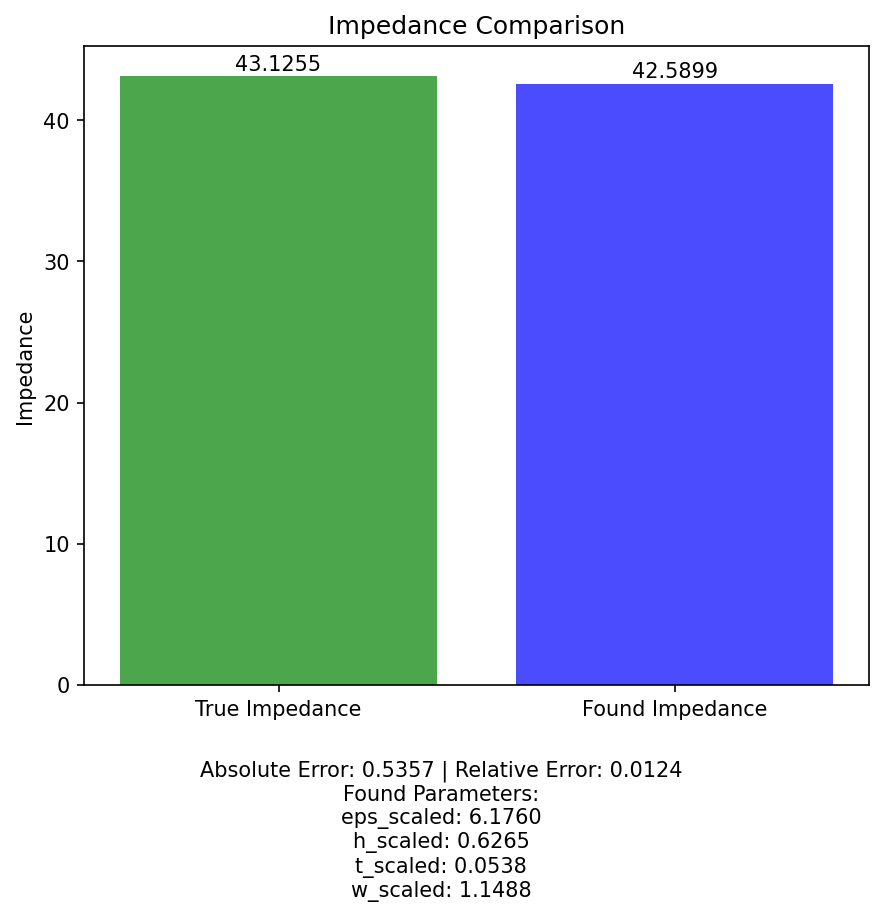 Impedance Comparison
43.1255
42.5899
40
30
20
10
0
Impedance
True Impedance
Found Impedance
Absolute Error: 0.5357 | Relative Error: 0.0124
Found Parameters:
eps_scaled: 6.1760
h_scaled: 0.6265
t_scaled: 0.0538
w_scaled: 1.1488